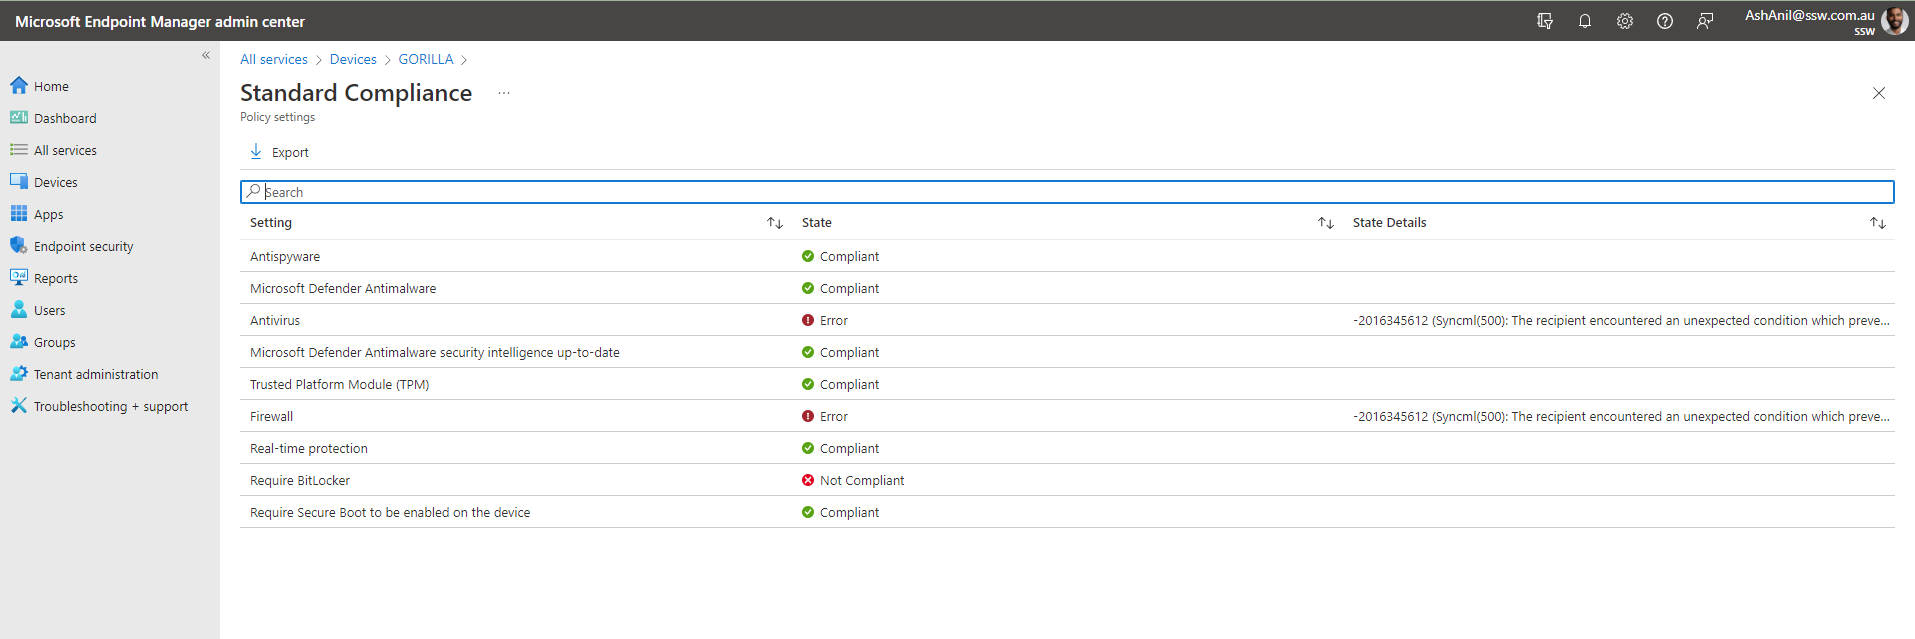 Microsoft Endpoint Manager admin center
AshAnil@ssw.com.au
SSW
Home
Dashboard
All services
Devices
Apps
Endpoint security
Reports
Users
Groups
Tenant administration
Troubleshooting + support
All services > Devices > GORILLA >
Standard Compliance ...
Policy settings
Export
Search
Setting State State Details
Antispyware Compliant
Microsoft Defender Antimalware Compliant
Antivirus Error -2016345612 (Syncml(500): The recipient encountered an unexpected condition which preve...
Microsoft Defender Antimalware security intelligence up-to-date Compliant
Trusted Platform Module (TPM) Compliant
Firewall Error -2016345612 (Syncml(500): The recipient encountered an unexpected condition which preve...
Real-time protection Compliant
Require BitLocker Not Compliant
Require Secure Boot to be enabled on the device Compliant